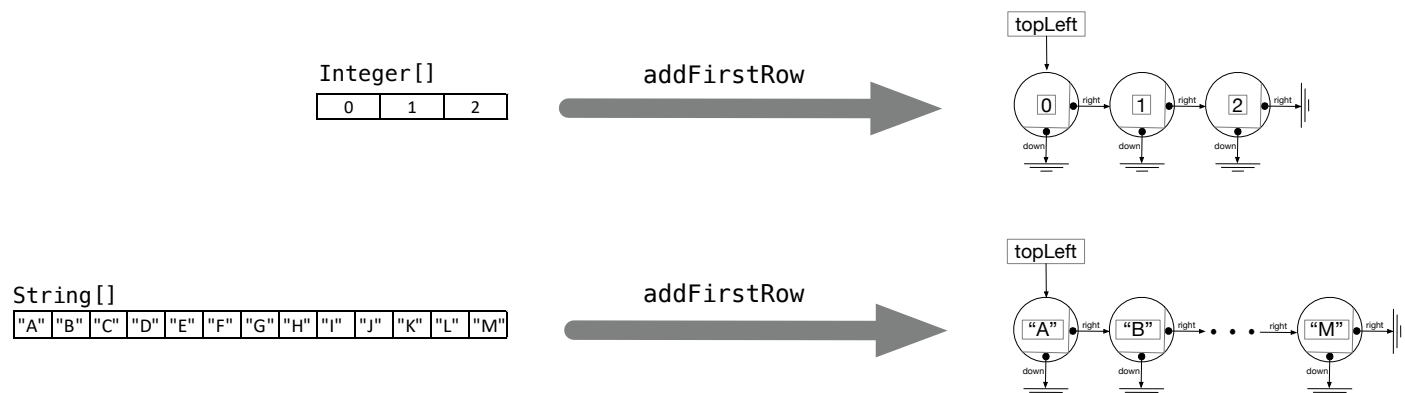 topLeft
Integer[]
addFirstRow
0 1 2
0 right 1 right 2 right
down down down
topLeft
String[]
addFirstRow
"A" "B" "C" "D" "E" "F" "G" "H" "I" "J" "K" "L" "M"
“A” right “B” right • • • right “M” right
down down down